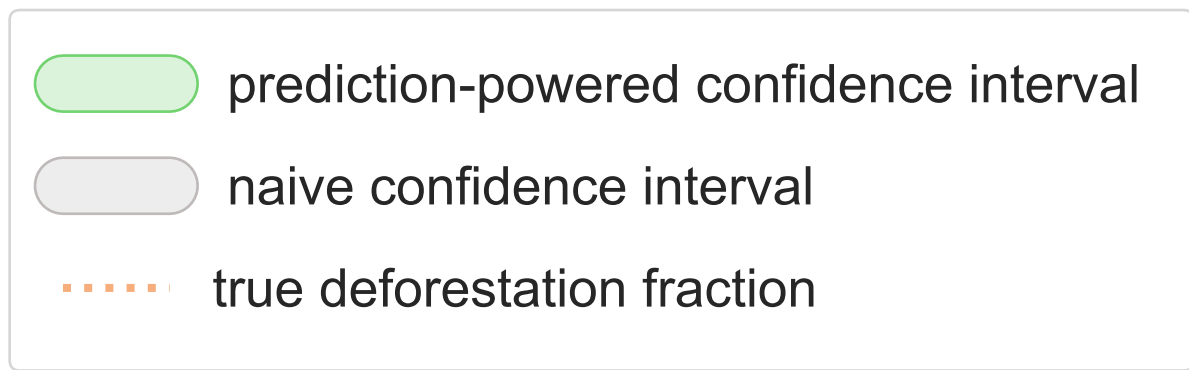 prediction-powered confidence interval
naive confidence interval
true deforestation fraction